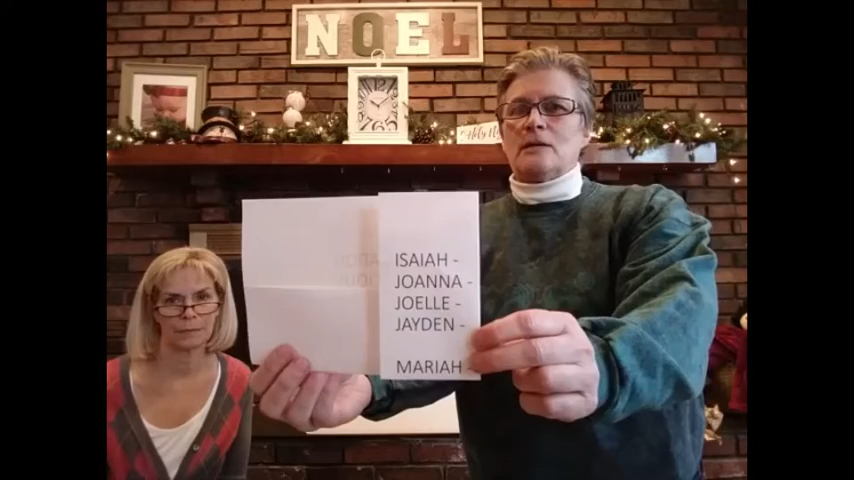 NOEL
ISAIAH -
JOANNA -
JOELLE -
JAYDEN -
MARIAH -